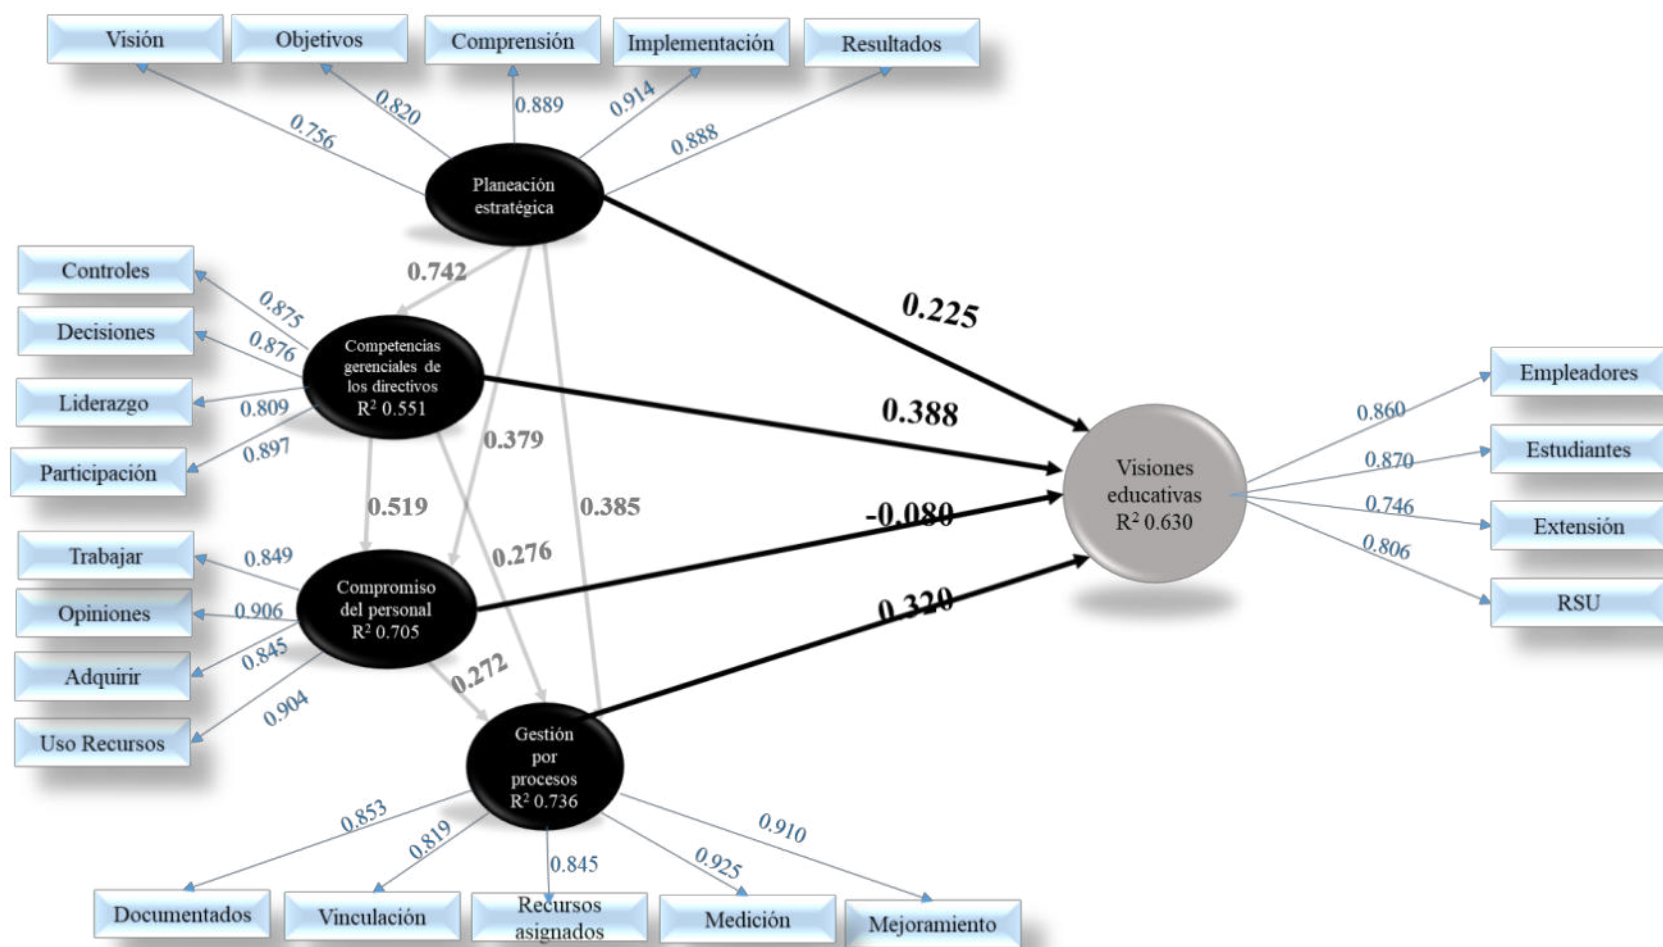 Visión
Objetivos
Comprensión
Implementación
Resultados
0.756
0.820
0.889
0.914
0.888
Planeación
estratégica
0.742
0.225
Controles
Decisiones
Liderazgo
Participación
0.875
0.876
0.809
0.897
Competencias
gerenciales de
los directivos
R² 0.551
0.388
0.379
0.519
0.385
0.276
-0.080
Visiones
educativas
R² 0.630
0.860
0.870
0.746
0.806
Empleadores
Estudiantes
Extensión
RSU
Trabajar
Opiniones
Adquirir
Uso Recursos
0.849
0.906
0.845
0.904
Compromiso
del personal
R² 0.705
0.272
0.320
Gestión
por
procesos
R² 0.736
0.853
0.819
0.845
0.925
0.910
Documentados
Vinculación
Recursos
asignados
Medición
Mejoramiento